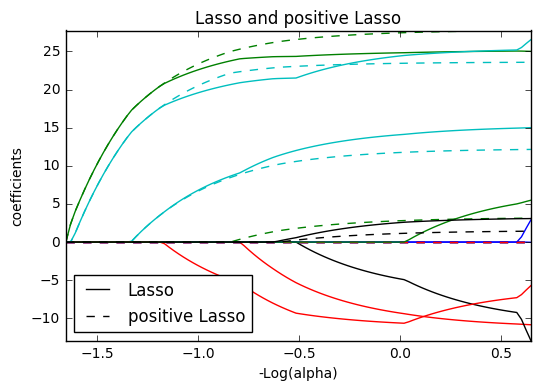 Lasso and positive Lasso
25
20
15
10
5
0
−5
−10
coefficients
Lasso
positive Lasso
−1.5 −1.0 −0.5 0.0 0.5
-Log(alpha)